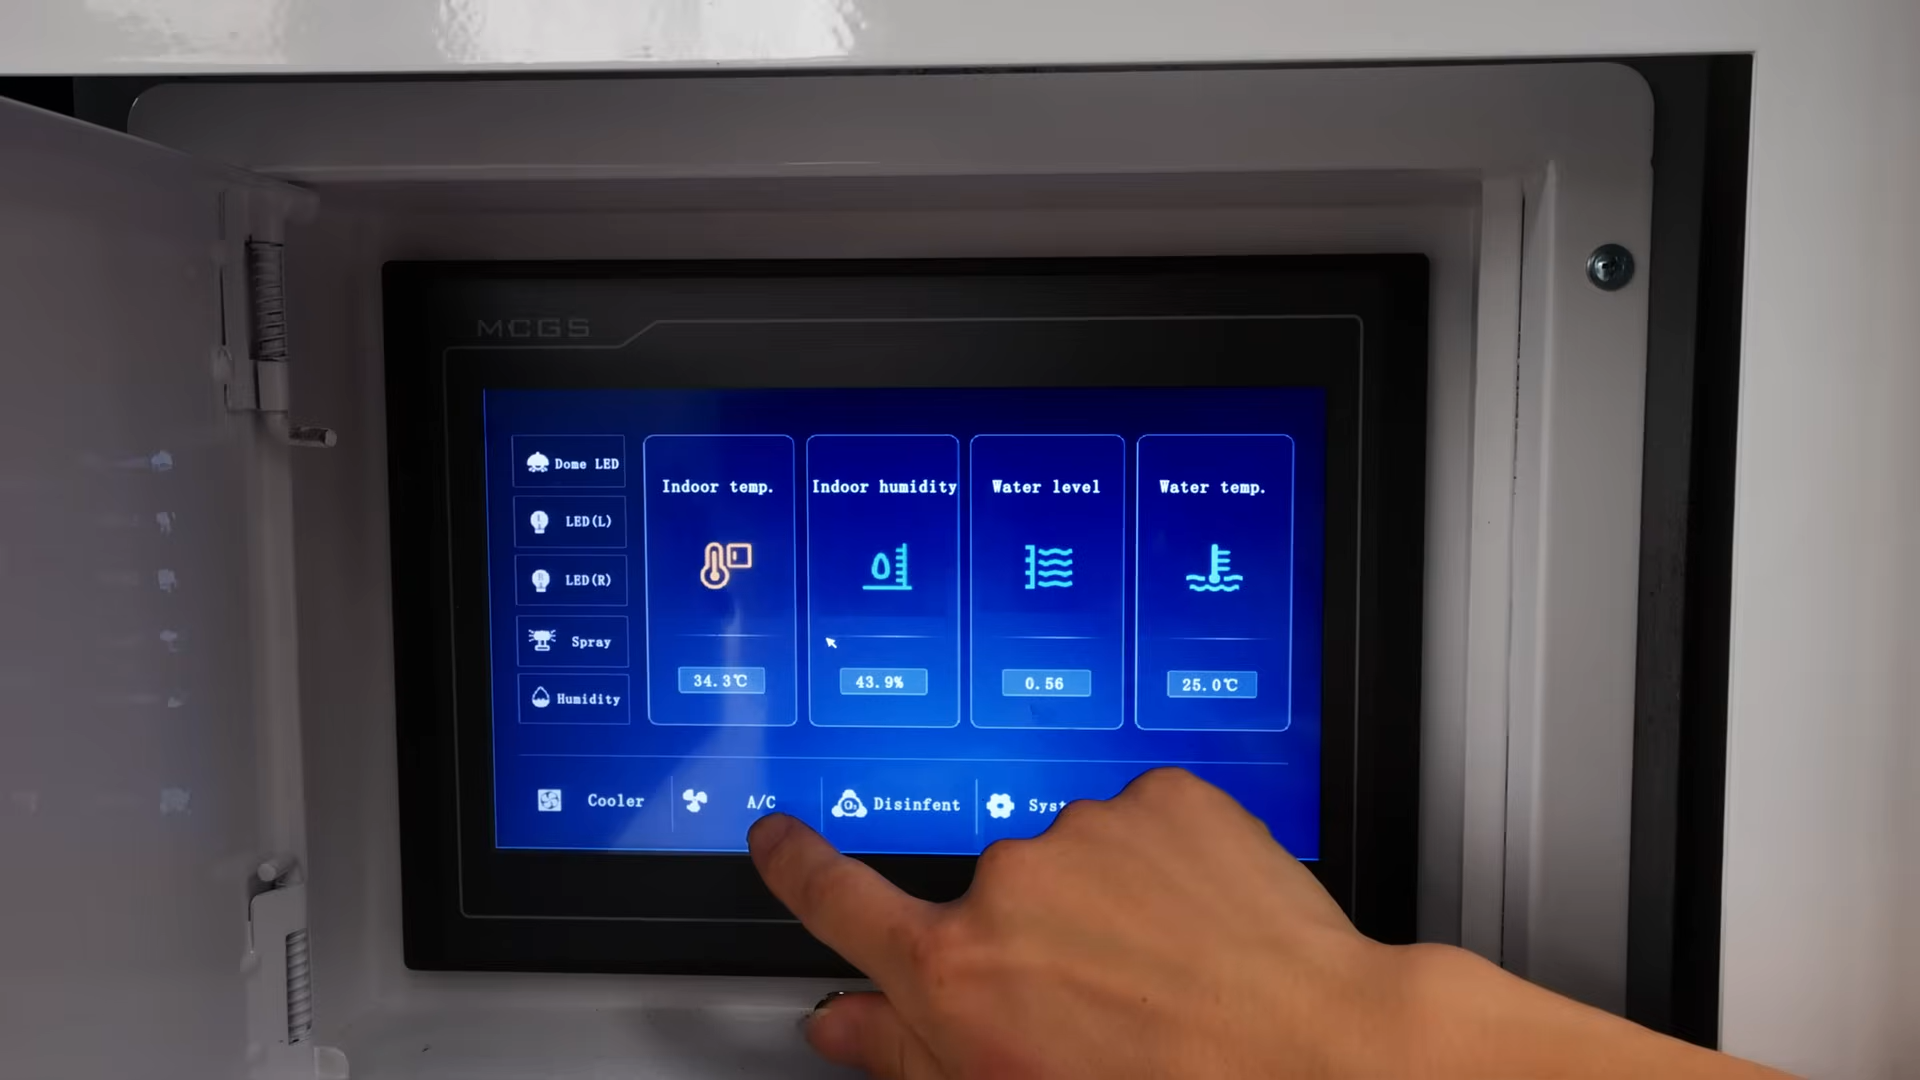 MCGS
Dome LED
LED(L)
LED(R)
Spray
Humidity
Indoor temp.
34.3℃
Indoor humidity
43.9%
Water level
0.56
Water temp.
25.0℃
Cooler
A/C
Disinfent
Syst